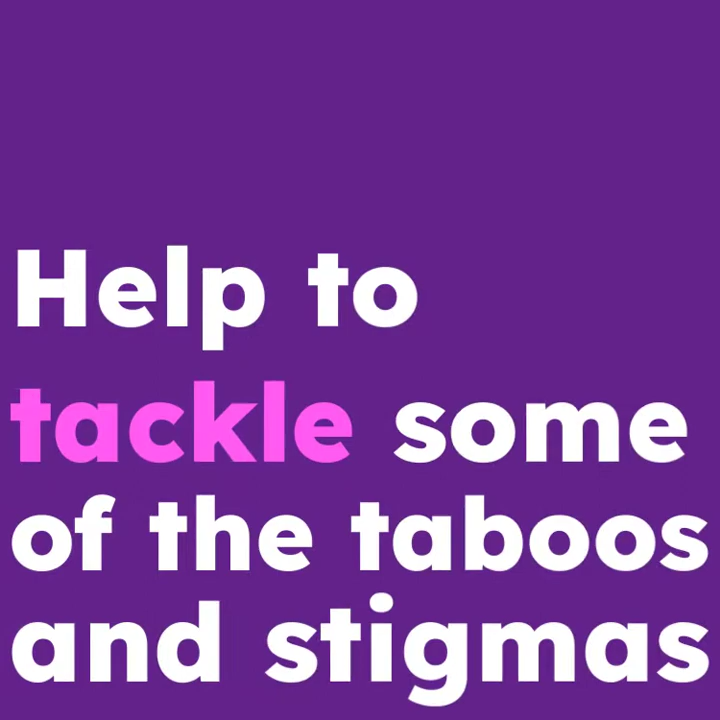 Help to
tackle some
of the taboos
and stigmas